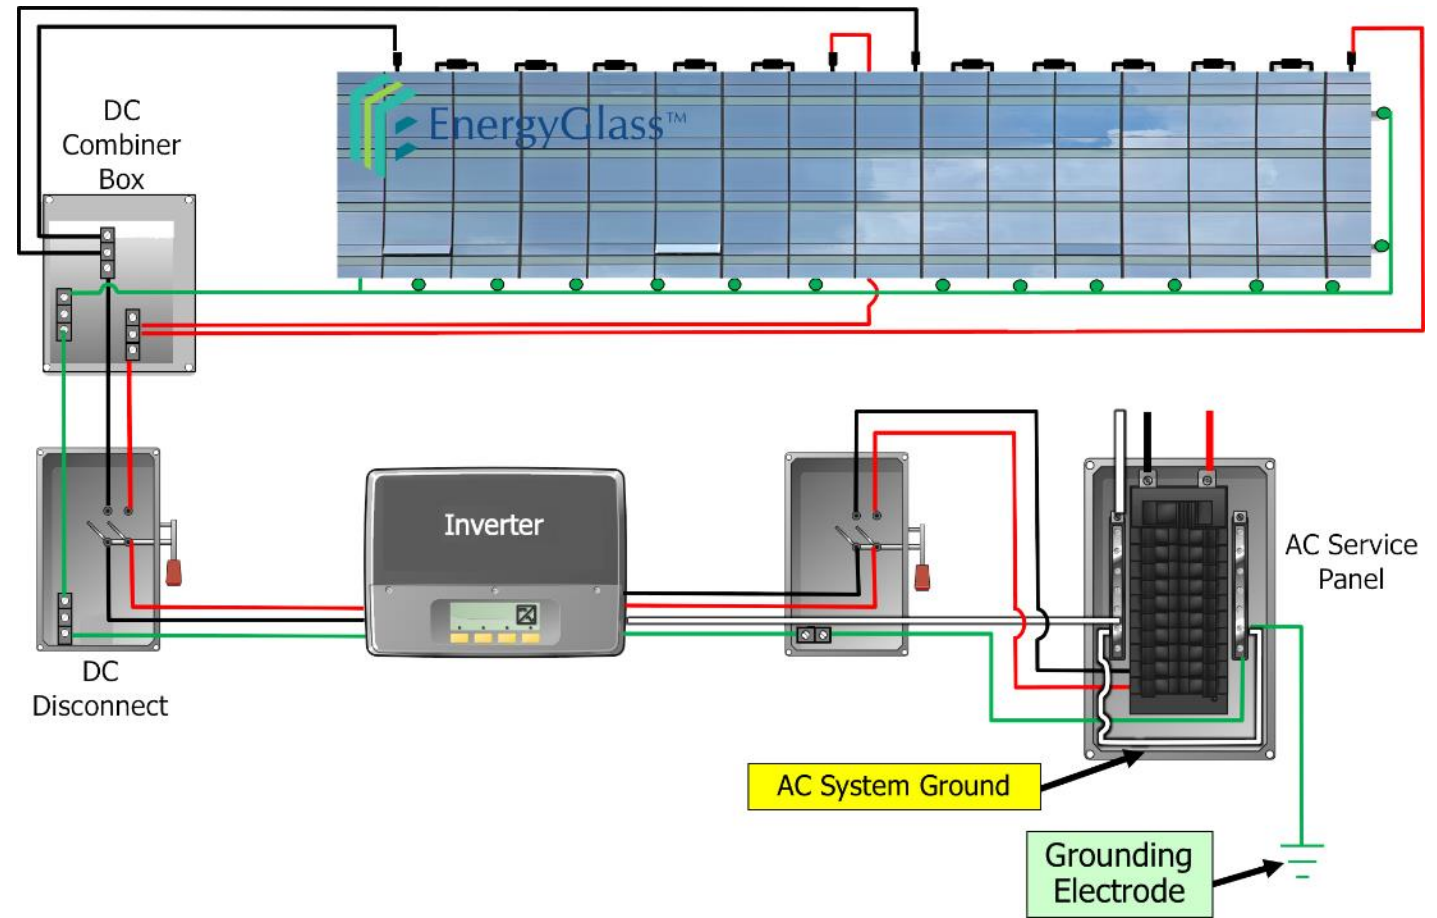 DC
Combiner
Box
EnergyGlass™
Inverter
AC Service
Panel
DC
Disconnect
AC System Ground
Grounding
Electrode